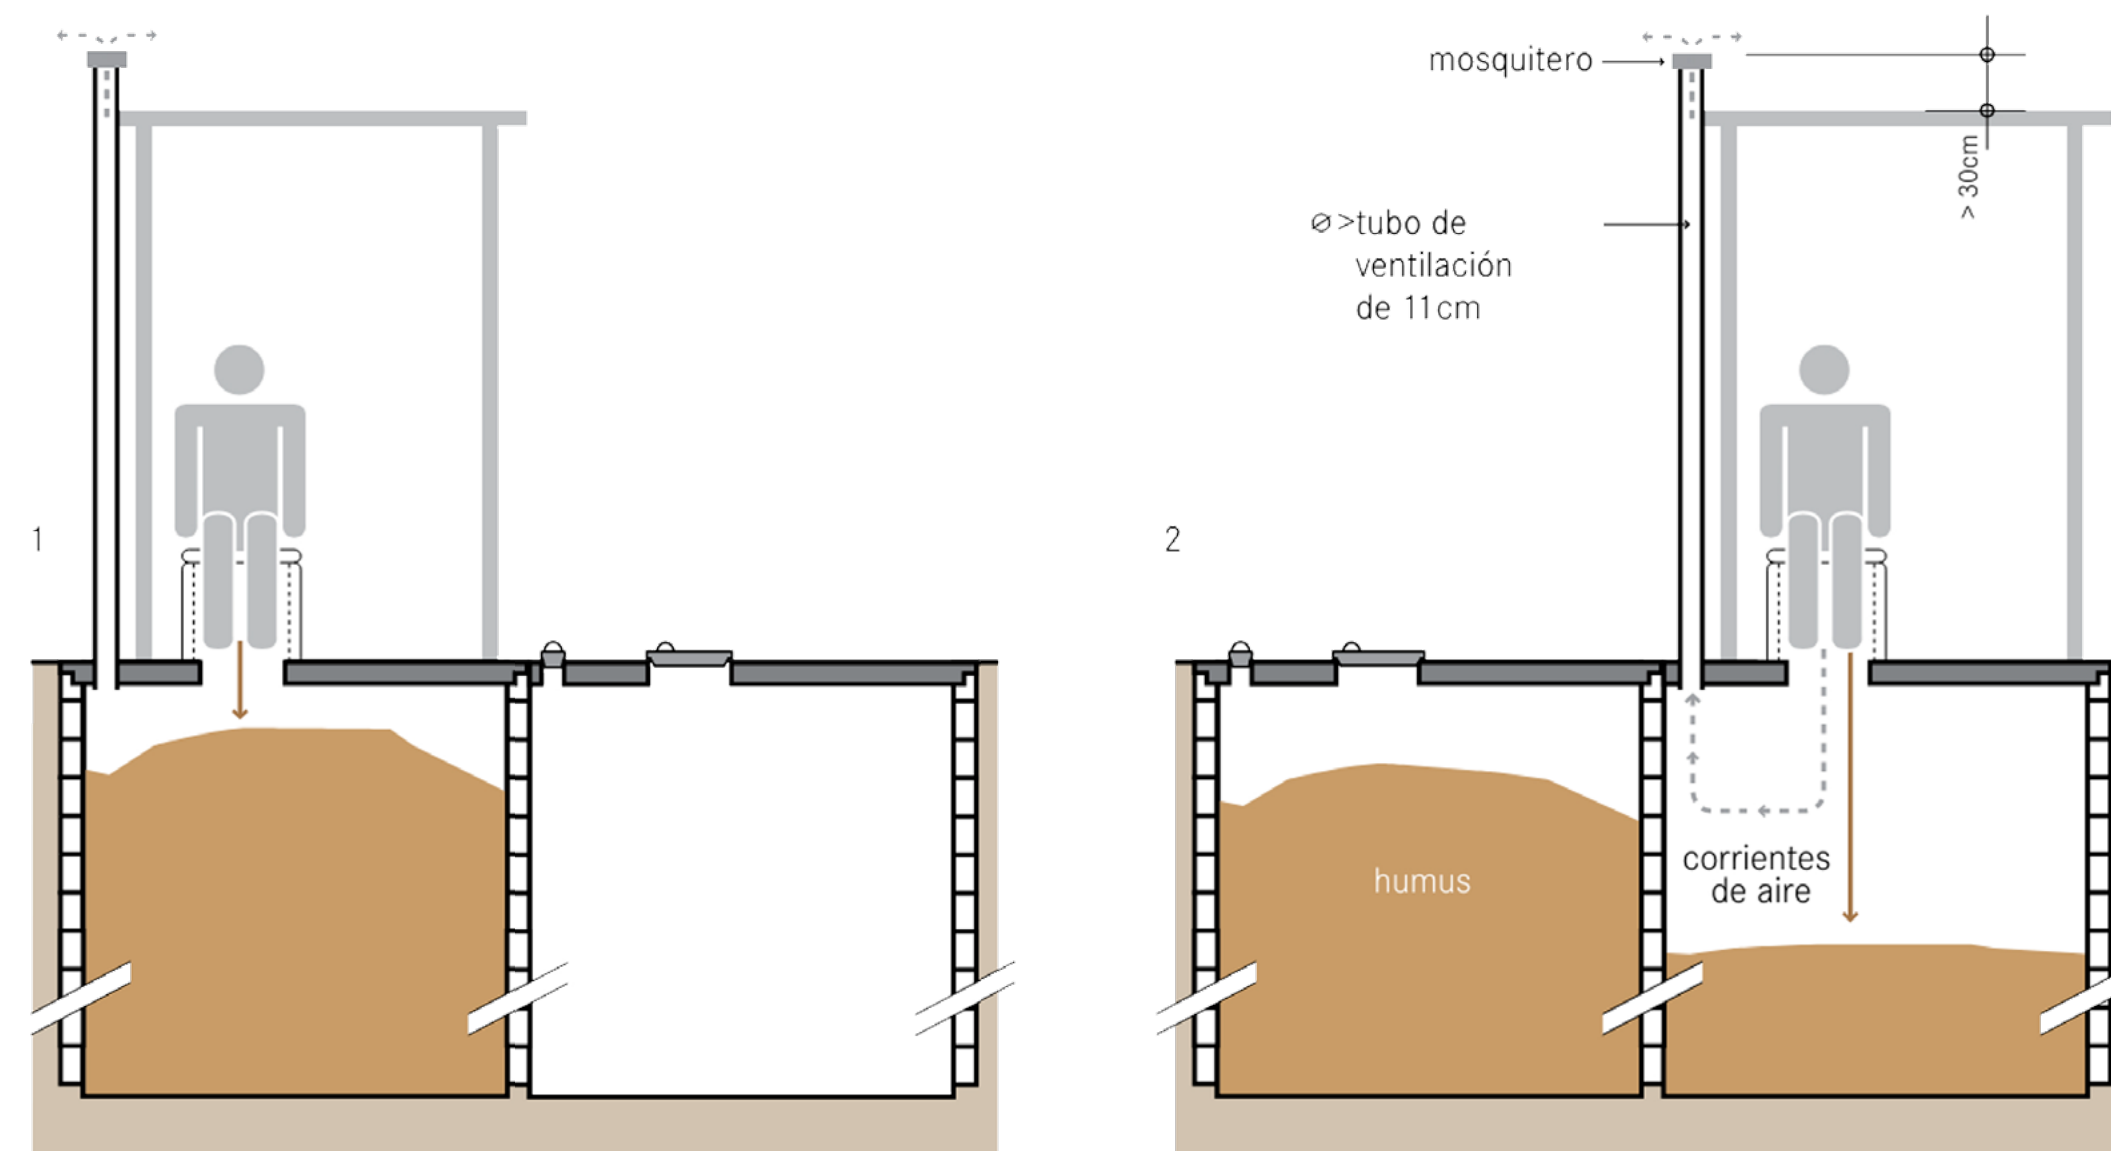 1
2
mosquitero
> 30cm
⌀ >tubo de
ventilación
de 11cm
humus
corrientes
de aire